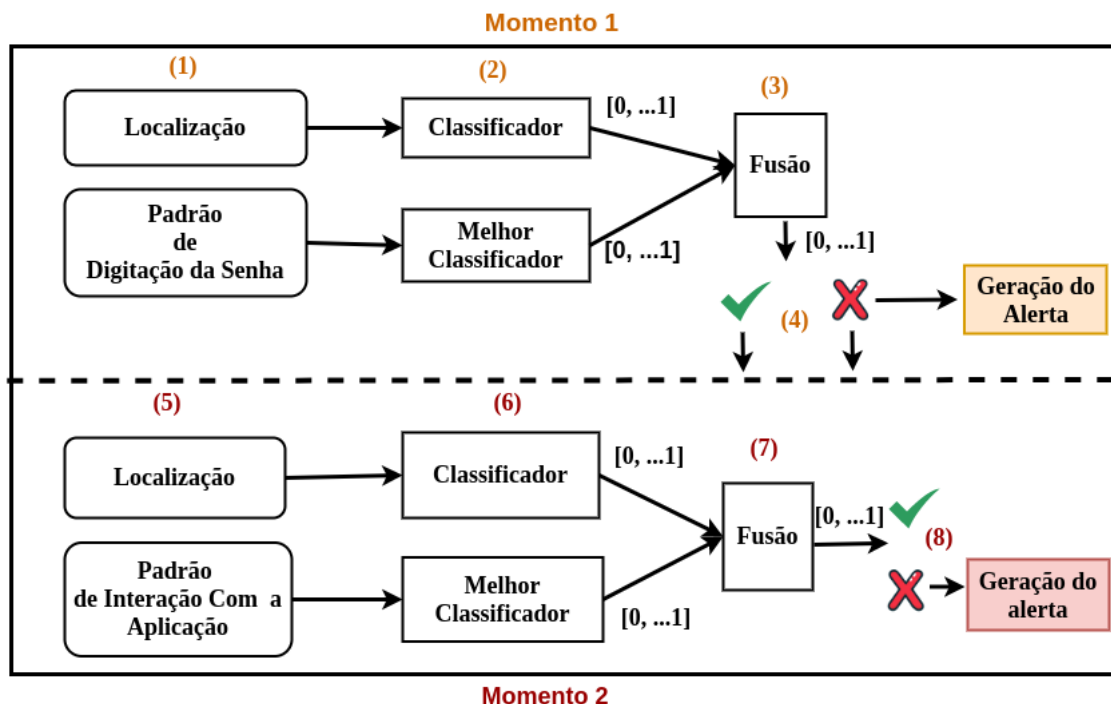 Momento 1
(1)
(2)
(3)
Localização
Classificador
[0, ...1]
Fusão
Padrão
de
Digitação da Senha
Melhor
Classificador
[0, ...1]
[0, ...1]
(4)
Geração do
Alerta
(5)
(6)
(7)
Localização
Classificador
[0, ...1]
Fusão
[0, ...1]
(8)
Padrão
de Interação Com a
Aplicação
Melhor
Classificador
[0, ...1]
Geração do
alerta
Momento 2